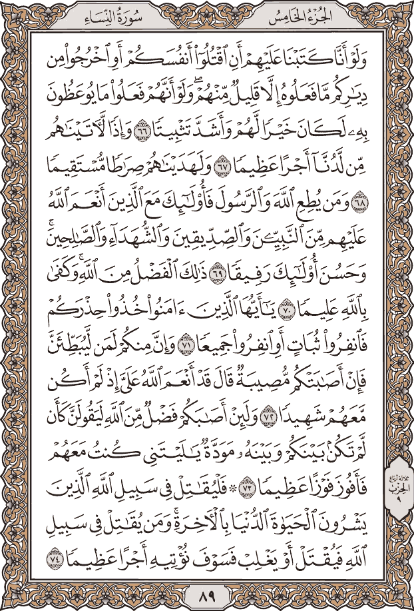 الجزء الخامس
سورة النساء
وَلَوْ أَنَّا كَتَبْنَا عَلَيْهِمْ أَنِ ٱقْتُلُوٓا۟ أَنفُسَكُمْ أَوِ ٱخْرُجُوا۟ مِن
دِيَٰرِكُم مَّا فَعَلُوهُ إِلَّا قَلِيلٌ مِّنْهُمْ ۖ وَلَوْ أَنَّهُمْ فَعَلُوا۟ مَا يُوعَظُونَ
بِهِۦ لَكَانَ خَيْرًا لَّهُمْ وَأَشَدَّ تَثْبِيتًا ٦٦ وَإِذًا لَّءَاتَيْنَٰهُم
مِّن لَّدُنَّآ أَجْرًا عَظِيمًا ٦٧ وَلَهَدَيْنَٰهُمْ صِرَٰطًا مُّسْتَقِيمًا
٦٨ وَمَن يُطِعِ ٱللَّهَ وَٱلرَّسُولَ فَأُو۟لَٰٓئِكَ مَعَ ٱلَّذِينَ أَنْعَمَ ٱللَّهُ
عَلَيْهِم مِّنَ ٱلنَّبِيِّـۧنَ وَٱلصِّدِّيقِينَ وَٱلشُّهَدَآءِ وَٱلصَّٰلِحِينَ ۚ
وَحَسُنَ أُو۟لَٰٓئِكَ رَفِيقًا ٦٩ ذَٰلِكَ ٱلْفَضْلُ مِنَ ٱللَّهِ ۚ وَكَفَىٰ
بِٱللَّهِ عَلِيمًا ٧٠ يَٰٓأَيُّهَا ٱلَّذِينَ ءَامَنُوا۟ خُذُوا۟ حِذْرَكُمْ
فَٱنفِرُوا۟ ثُبَاتٍ أَوِ ٱنفِرُوا۟ جَمِيعًا ٧١ وَإِنَّ مِنكُمْ لَمَن لَّيُبَطِّئَنَّ
فَإِنْ أَصَٰبَتْكُم مُّصِيبَةٌ قَالَ قَدْ أَنْعَمَ ٱللَّهُ عَلَىَّ إِذْ لَمْ أَكُن
مَّعَهُمْ شَهِيدًا ٧٢ وَلَئِنْ أَصَٰبَكُمْ فَضْلٌ مِّنَ ٱللَّهِ لَيَقُولَنَّ كَأَن
لَّمْ تَكُنۢ بَيْنَكُمْ وَبَيْنَهُۥ مَوَدَّةٌ يَٰلَيْتَنِى كُنتُ مَعَهُمْ
فَأَفُوزَ فَوْزًا عَظِيمًا ٧٣ ۞ فَلْيُقَٰتِلْ فِى سَبِيلِ ٱللَّهِ ٱلَّذِينَ
يَشْرُونَ ٱلْحَيَوٰةَ ٱلدُّنْيَا بِٱلْءَاخِرَةِ ۚ وَمَن يُقَٰتِلْ فِى سَبِيلِ
ٱللَّهِ فَيُقْتَلْ أَوْ يَغْلِبْ فَسَوْفَ نُؤْتِيهِ أَجْرًا عَظِيمًا ٧٤
الحزب
٩
٨٩